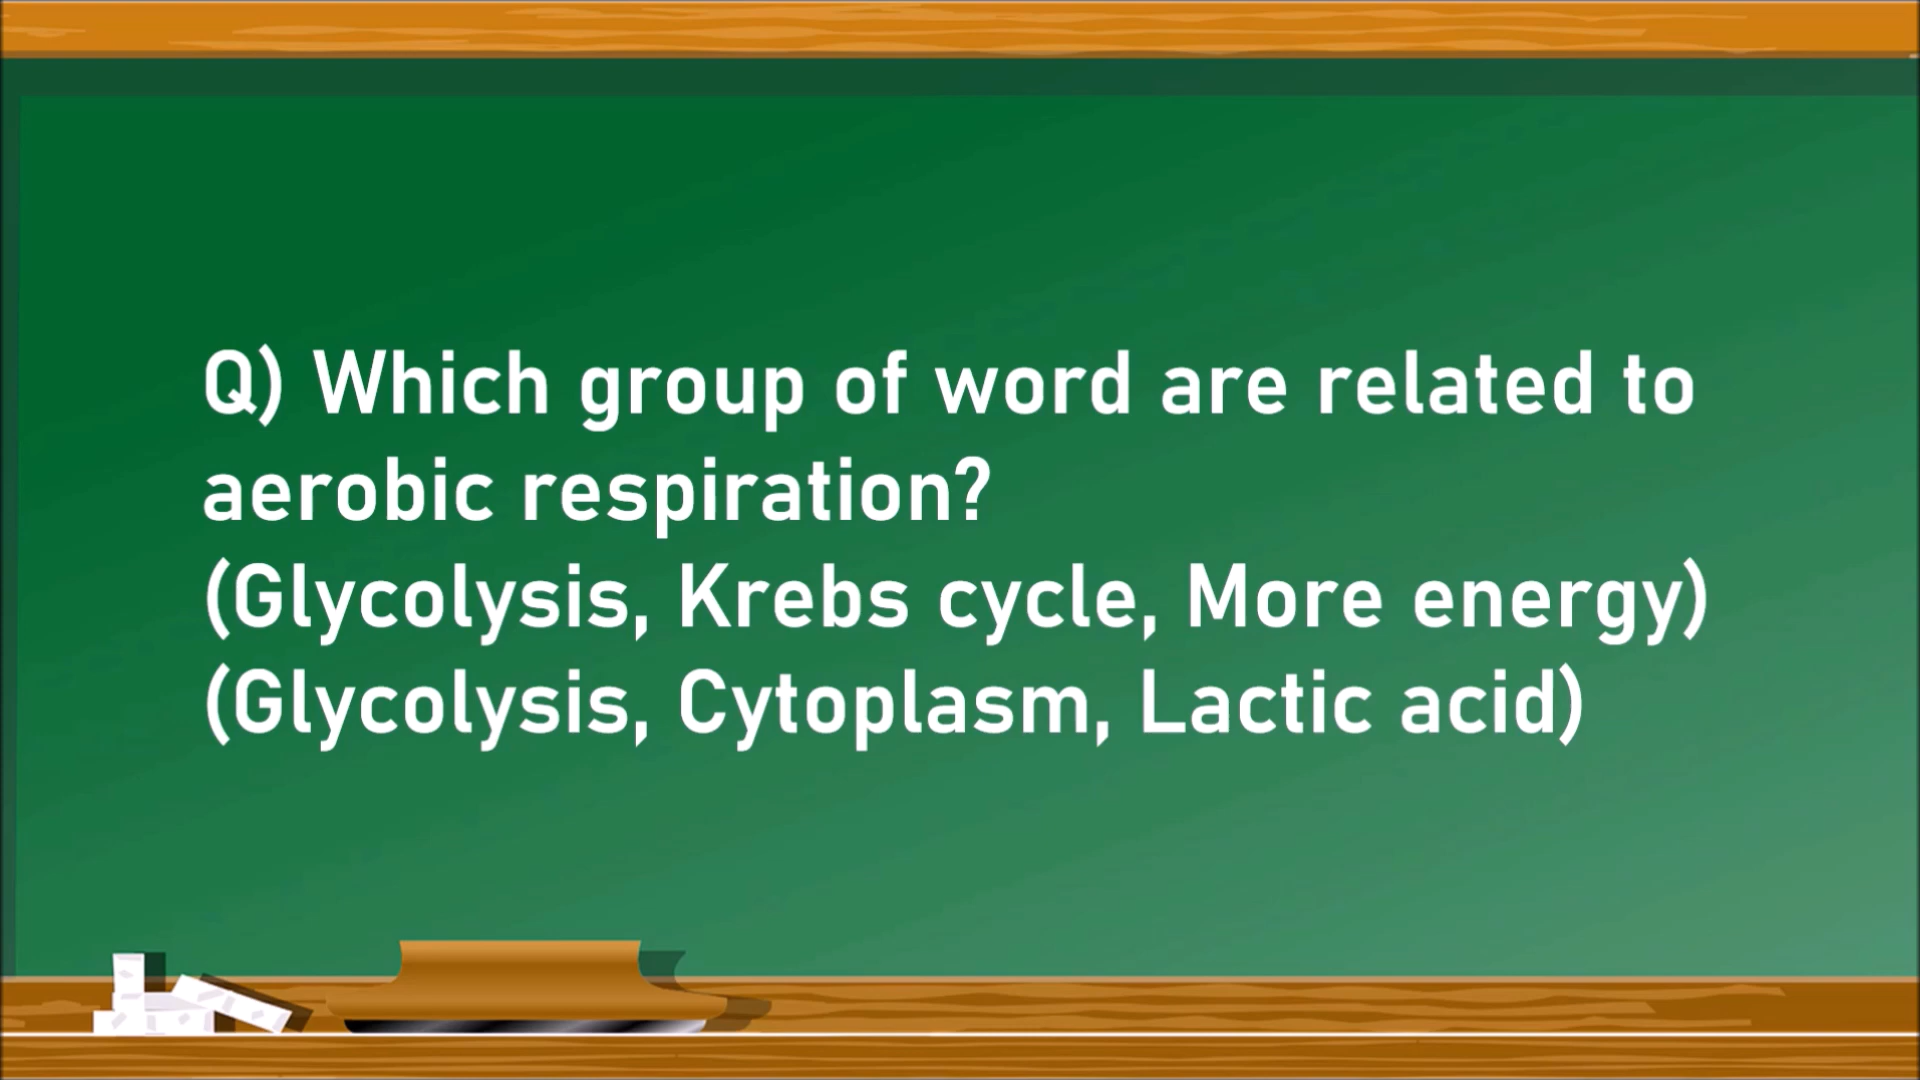 Q) Which group of word are related to
aerobic respiration?
(Glycolysis, Krebs cycle, More energy)
(Glycolysis, Cytoplasm, Lactic acid)